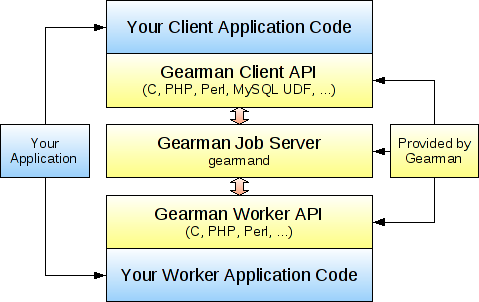 Your Client Application Code
Gearman Client API
(C, PHP, Perl, MySQL UDF, ...)
Your
Application
Gearman Job Server
gearmand
Provided by
Gearman
Gearman Worker API
(C, PHP, Perl, ...)
Your Worker Application Code